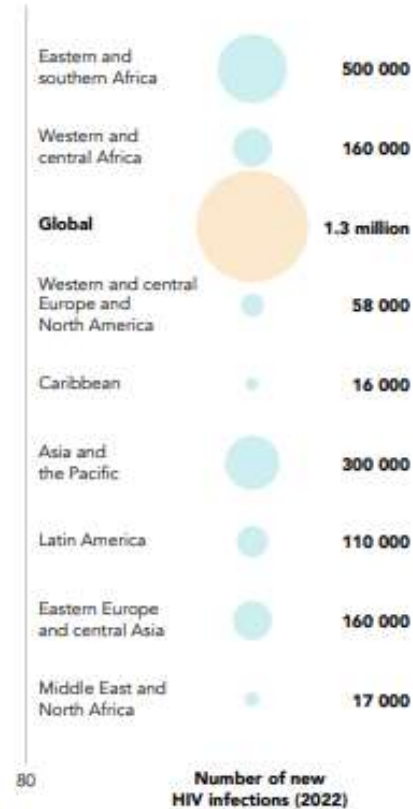 Eastern and
southern Africa
500 000
Western and
central Africa
160 000
Global
1.3 million
Western and central
Europe and
North America
58 000
Caribbean
16 000
Asia and
the Pacific
300 000
Latin America
110 000
Eastern Europe
and central Asia
160 000
Middle East and
North Africa
17 000
80
Number of new
HIV infections (2022)